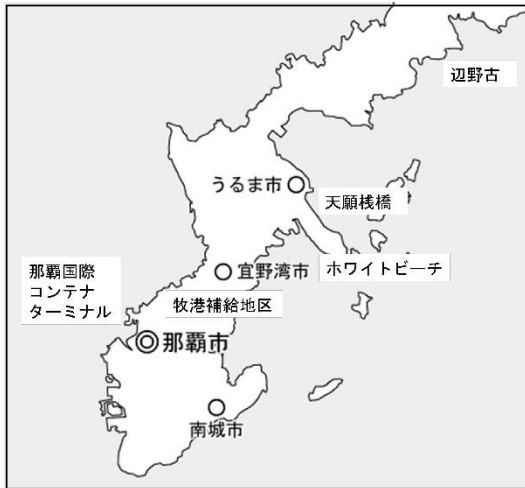 辺野古
うるま市
天願桟橋
那覇国際
コンテナ
ターミナル
宜野湾市
ホワイトビーチ
牧港補給地区
那覇市
南城市